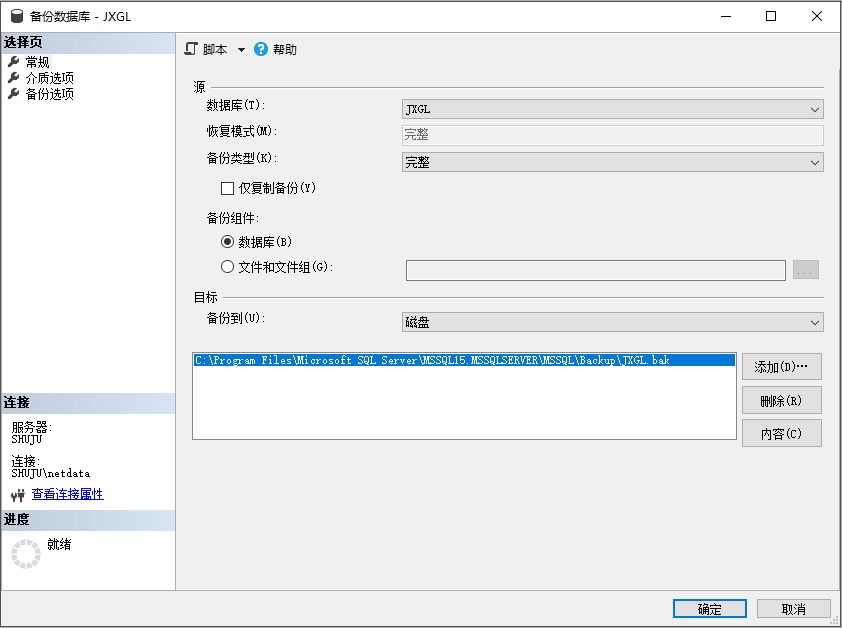 备份数据库 - JXGL
选择页
常规
介质选项
备份选项
脚本 帮助
源
数据库(T): JXGL
恢复模式(M): 完整
备份类型(K): 完整
仅复制备份(Y)
备份组件:
数据库(B)
文件和文件组(G):
...
目标
备份到(U): 磁盘
C:\Program Files\Microsoft SQL Server\MSSQL15.MSSQLSERVER\MSSQL\Backup\JXGL.bak
添加(D)…
删除(R)
内容(C)
连接
服务器:
SHUJU
连接:
SHUJU\netdata
查看连接属性
进度
就绪
确定 取消